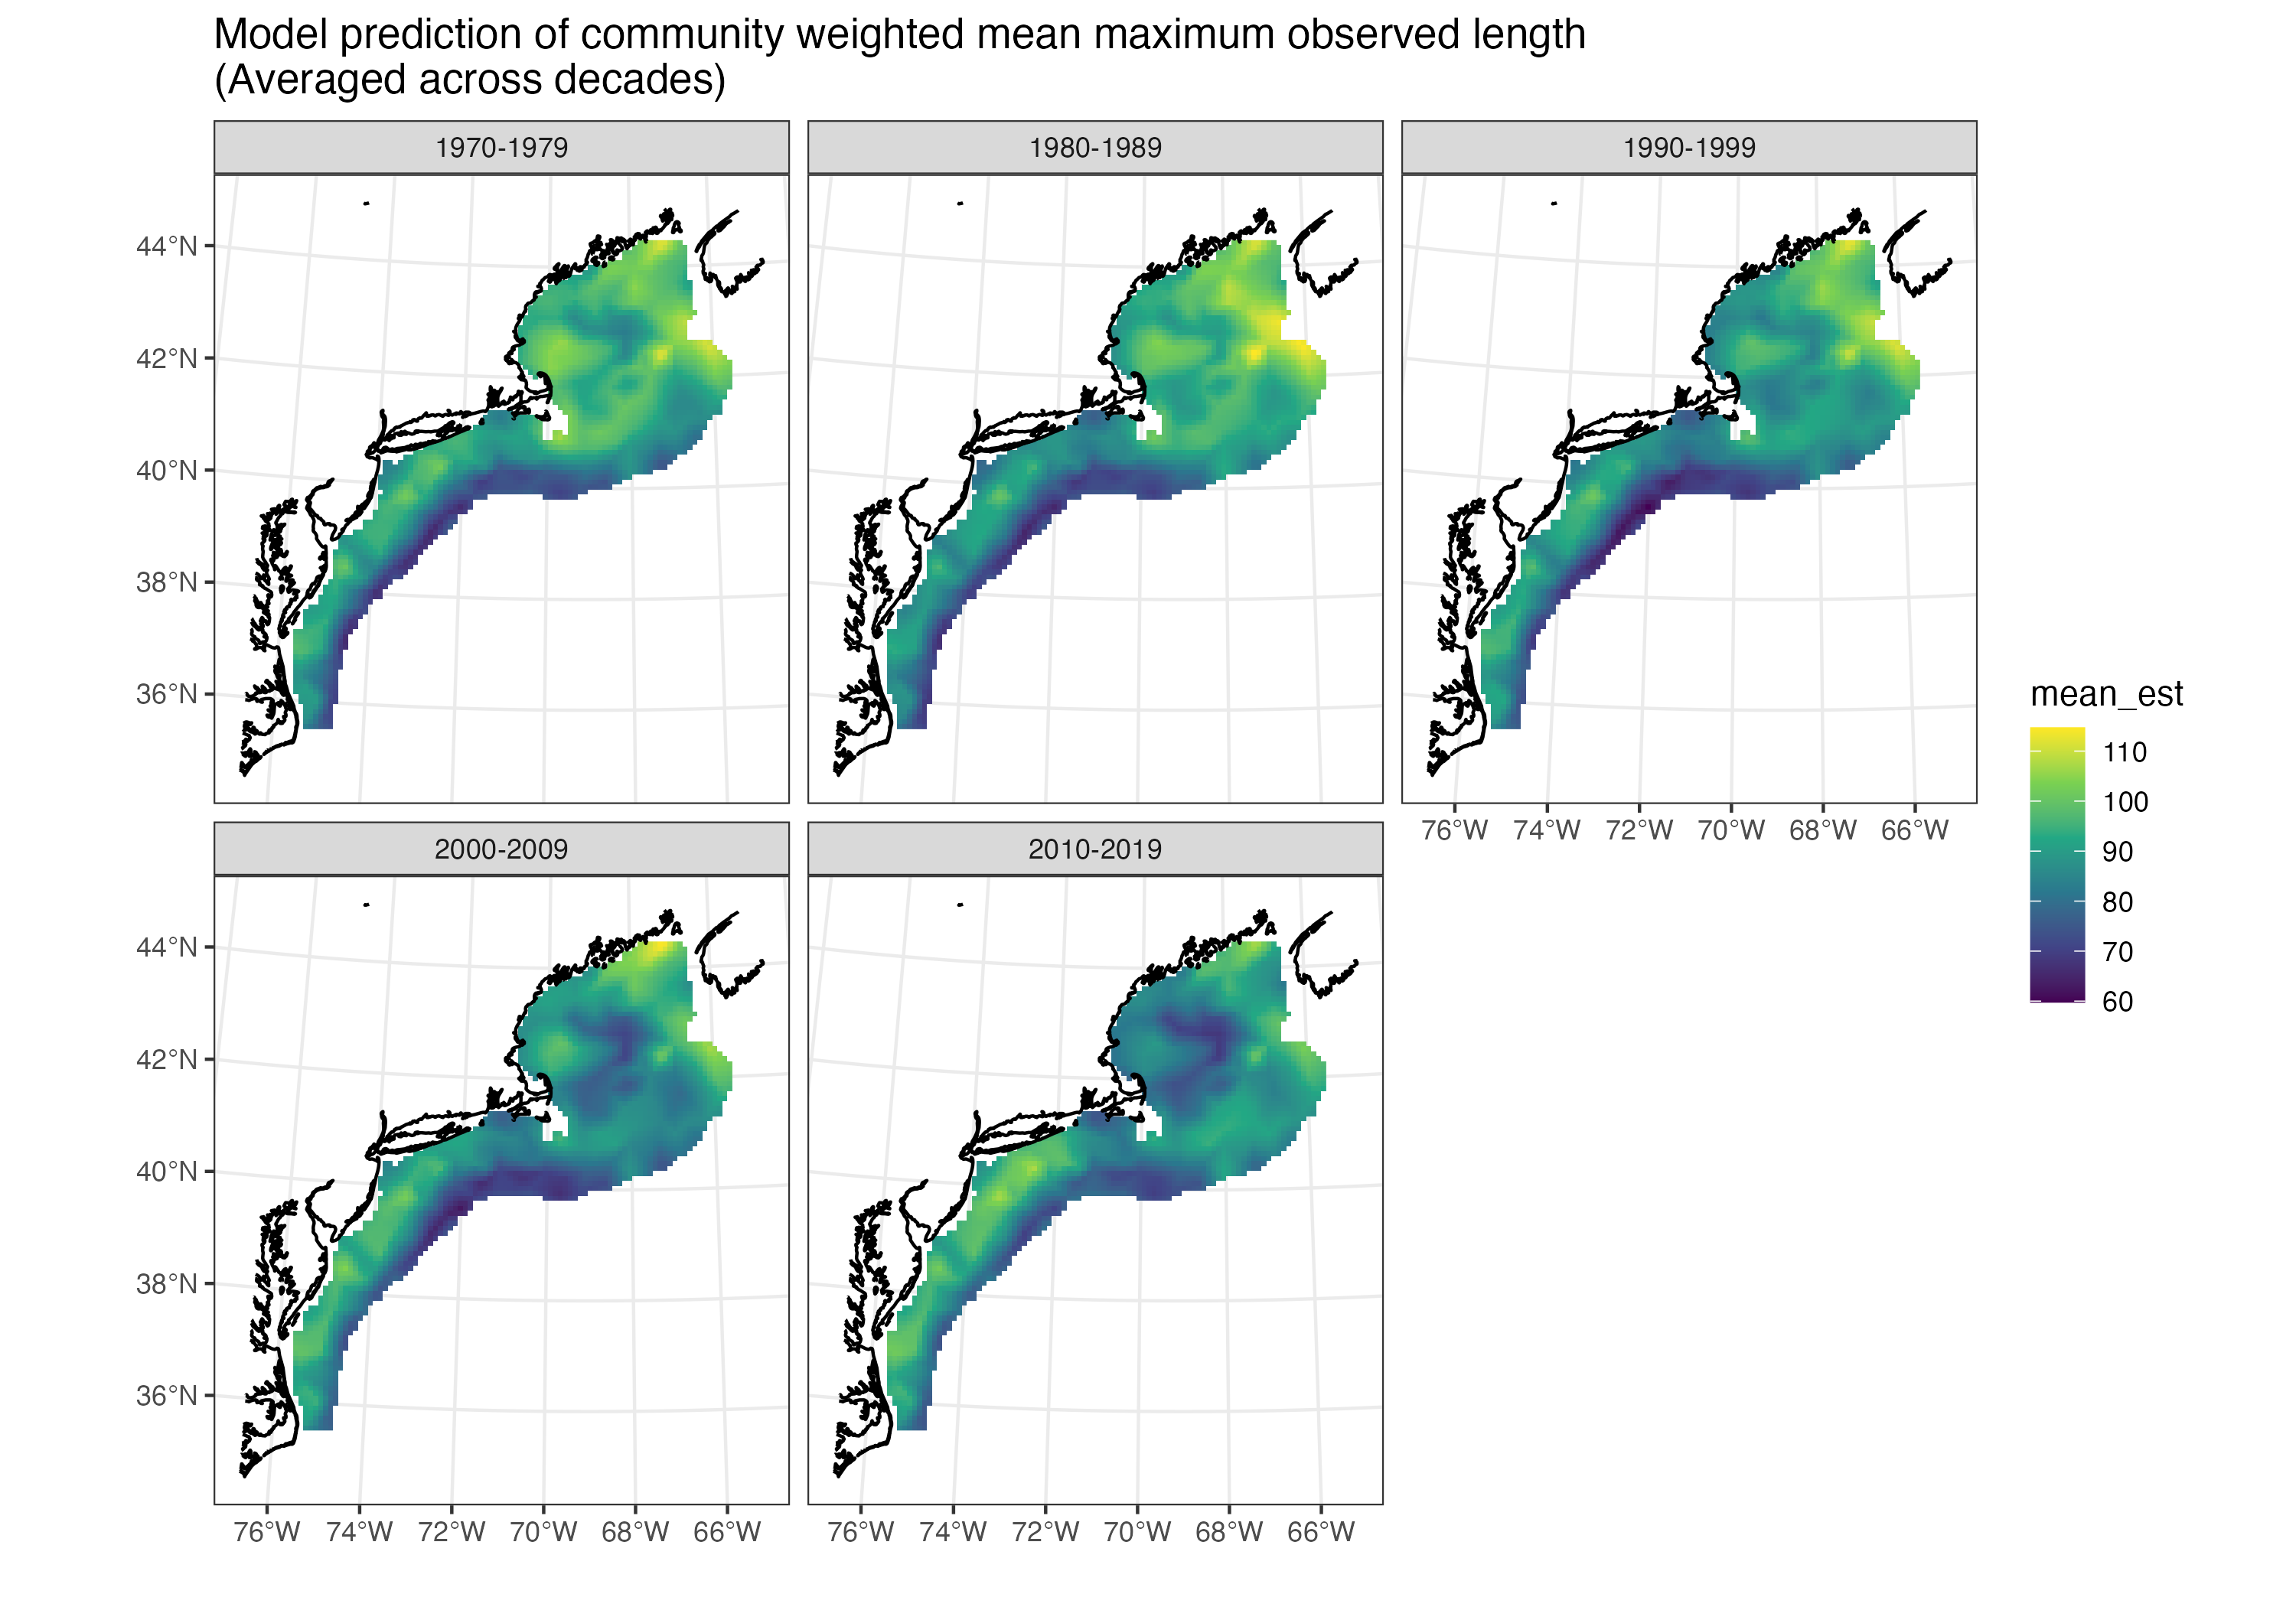 Model prediction of community weighted mean maximum observed length
(Averaged across decades)
1970-1979
1980-1989
1990-1999
44°N
42°N
40°N
38°N
36°N
76°W 74°W 72°W 70°W 68°W 66°W
2000-2009
2010-2019
44°N
42°N
40°N
38°N
36°N
76°W 74°W 72°W 70°W 68°W 66°W
76°W 74°W 72°W 70°W 68°W 66°W
mean_est
110
100
90
80
70
60